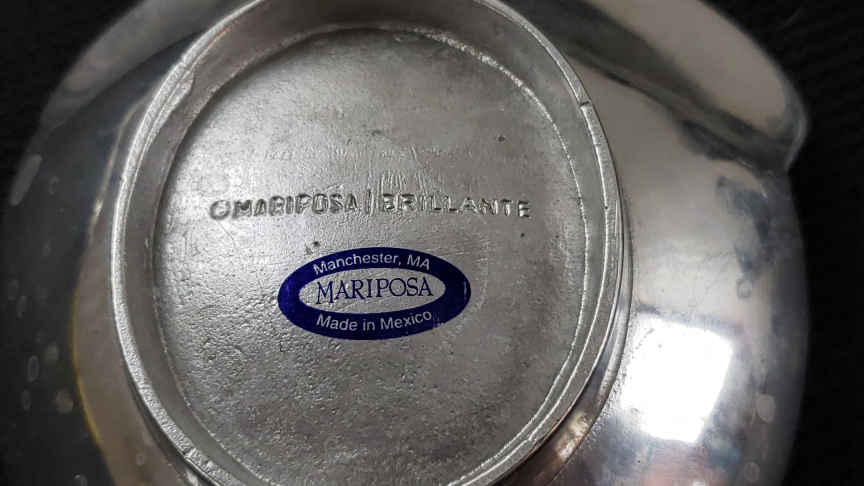 ©MARIPOSA|BRILLANTE
Manchester, MA
MARIPOSA
Made in Mexico